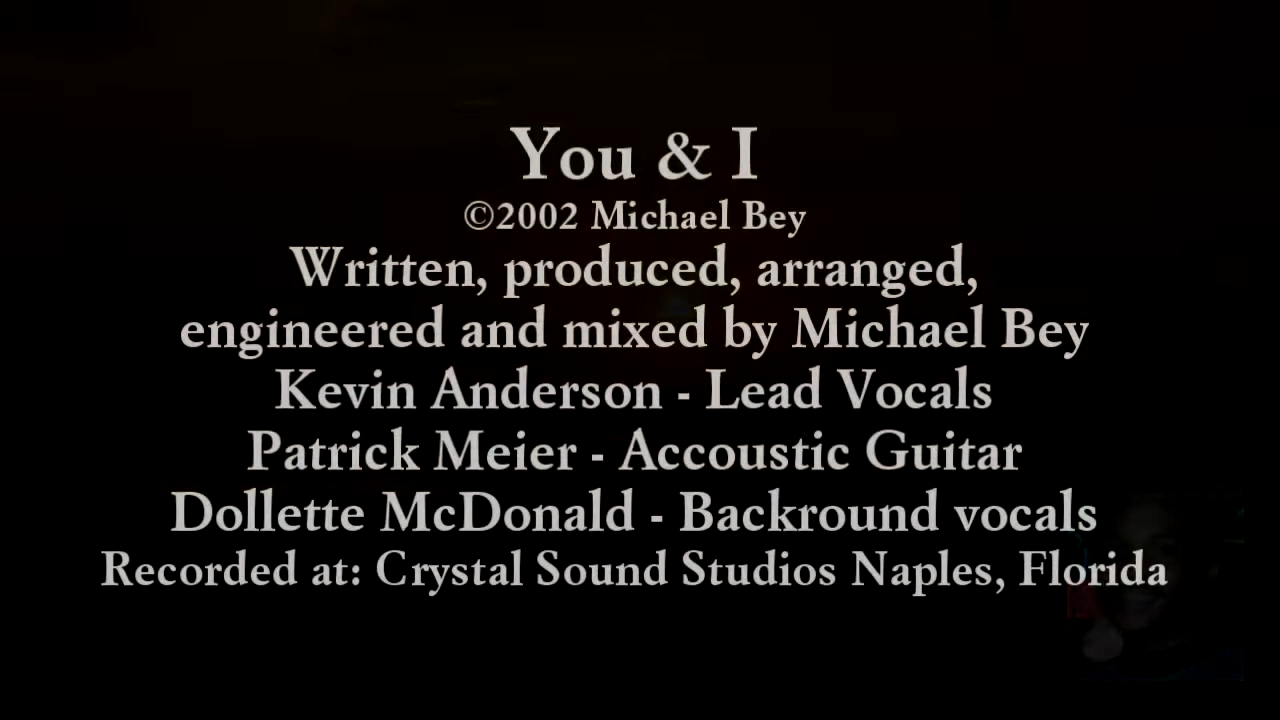 You & I
©2002 Michael Bey
Written, produced, arranged,
engineered and mixed by Michael Bey
Kevin Anderson - Lead Vocals
Patrick Meier - Accoustic Guitar
Dollette McDonald - Backround vocals
Recorded at: Crystal Sound Studios Naples, Florida